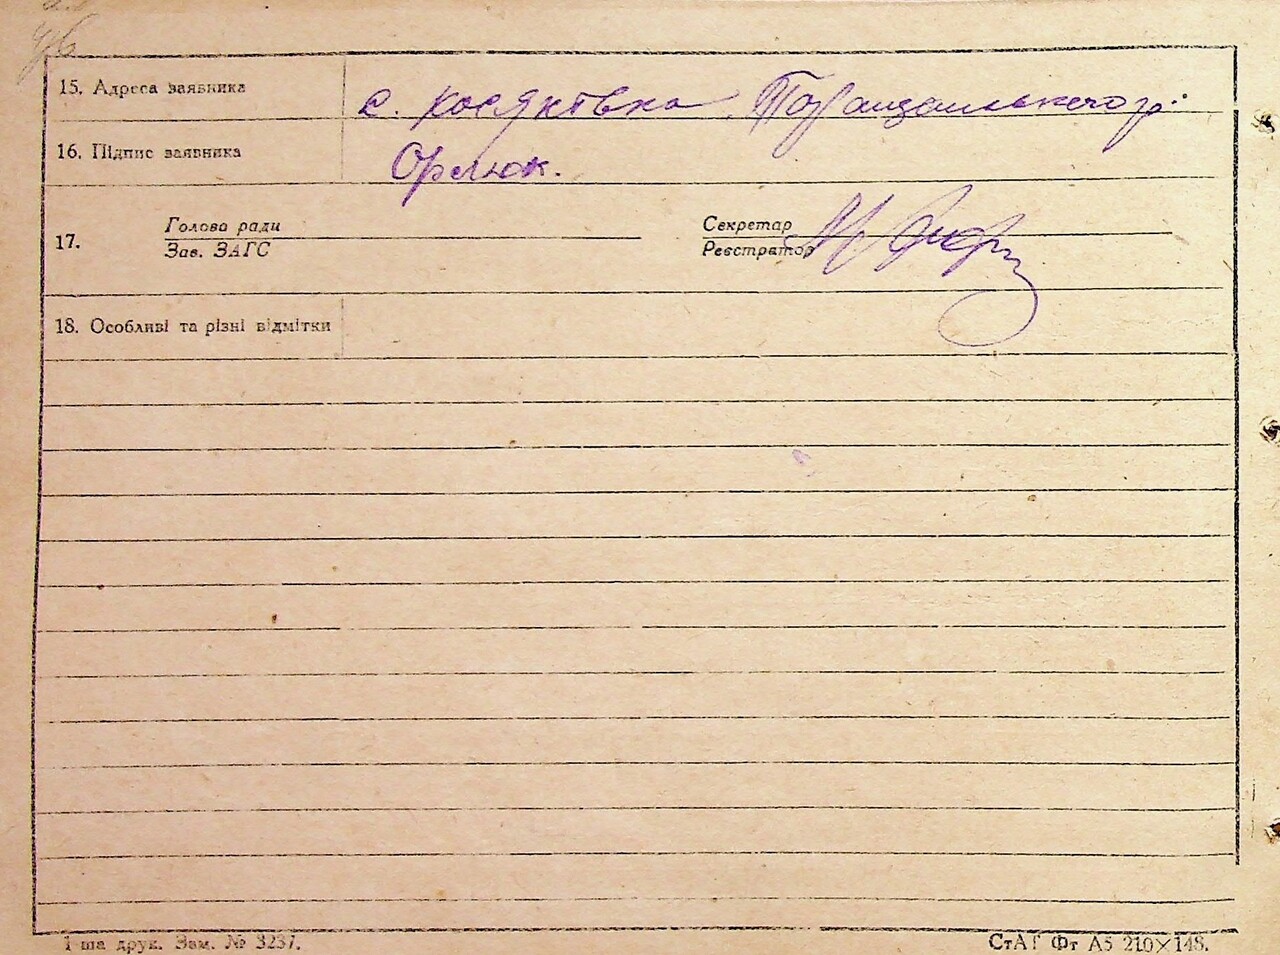 15. Адреса заявника с. Косяківка Таращанського р.
16. Підпис заявника Орлюк.
17. Голова ради Секретар
Зав. ЗАГС Реєстратор
18. Особливі та різні відмітки
1-ша друк. Зам. № 3237. СтАГ Фт А5 210×148.